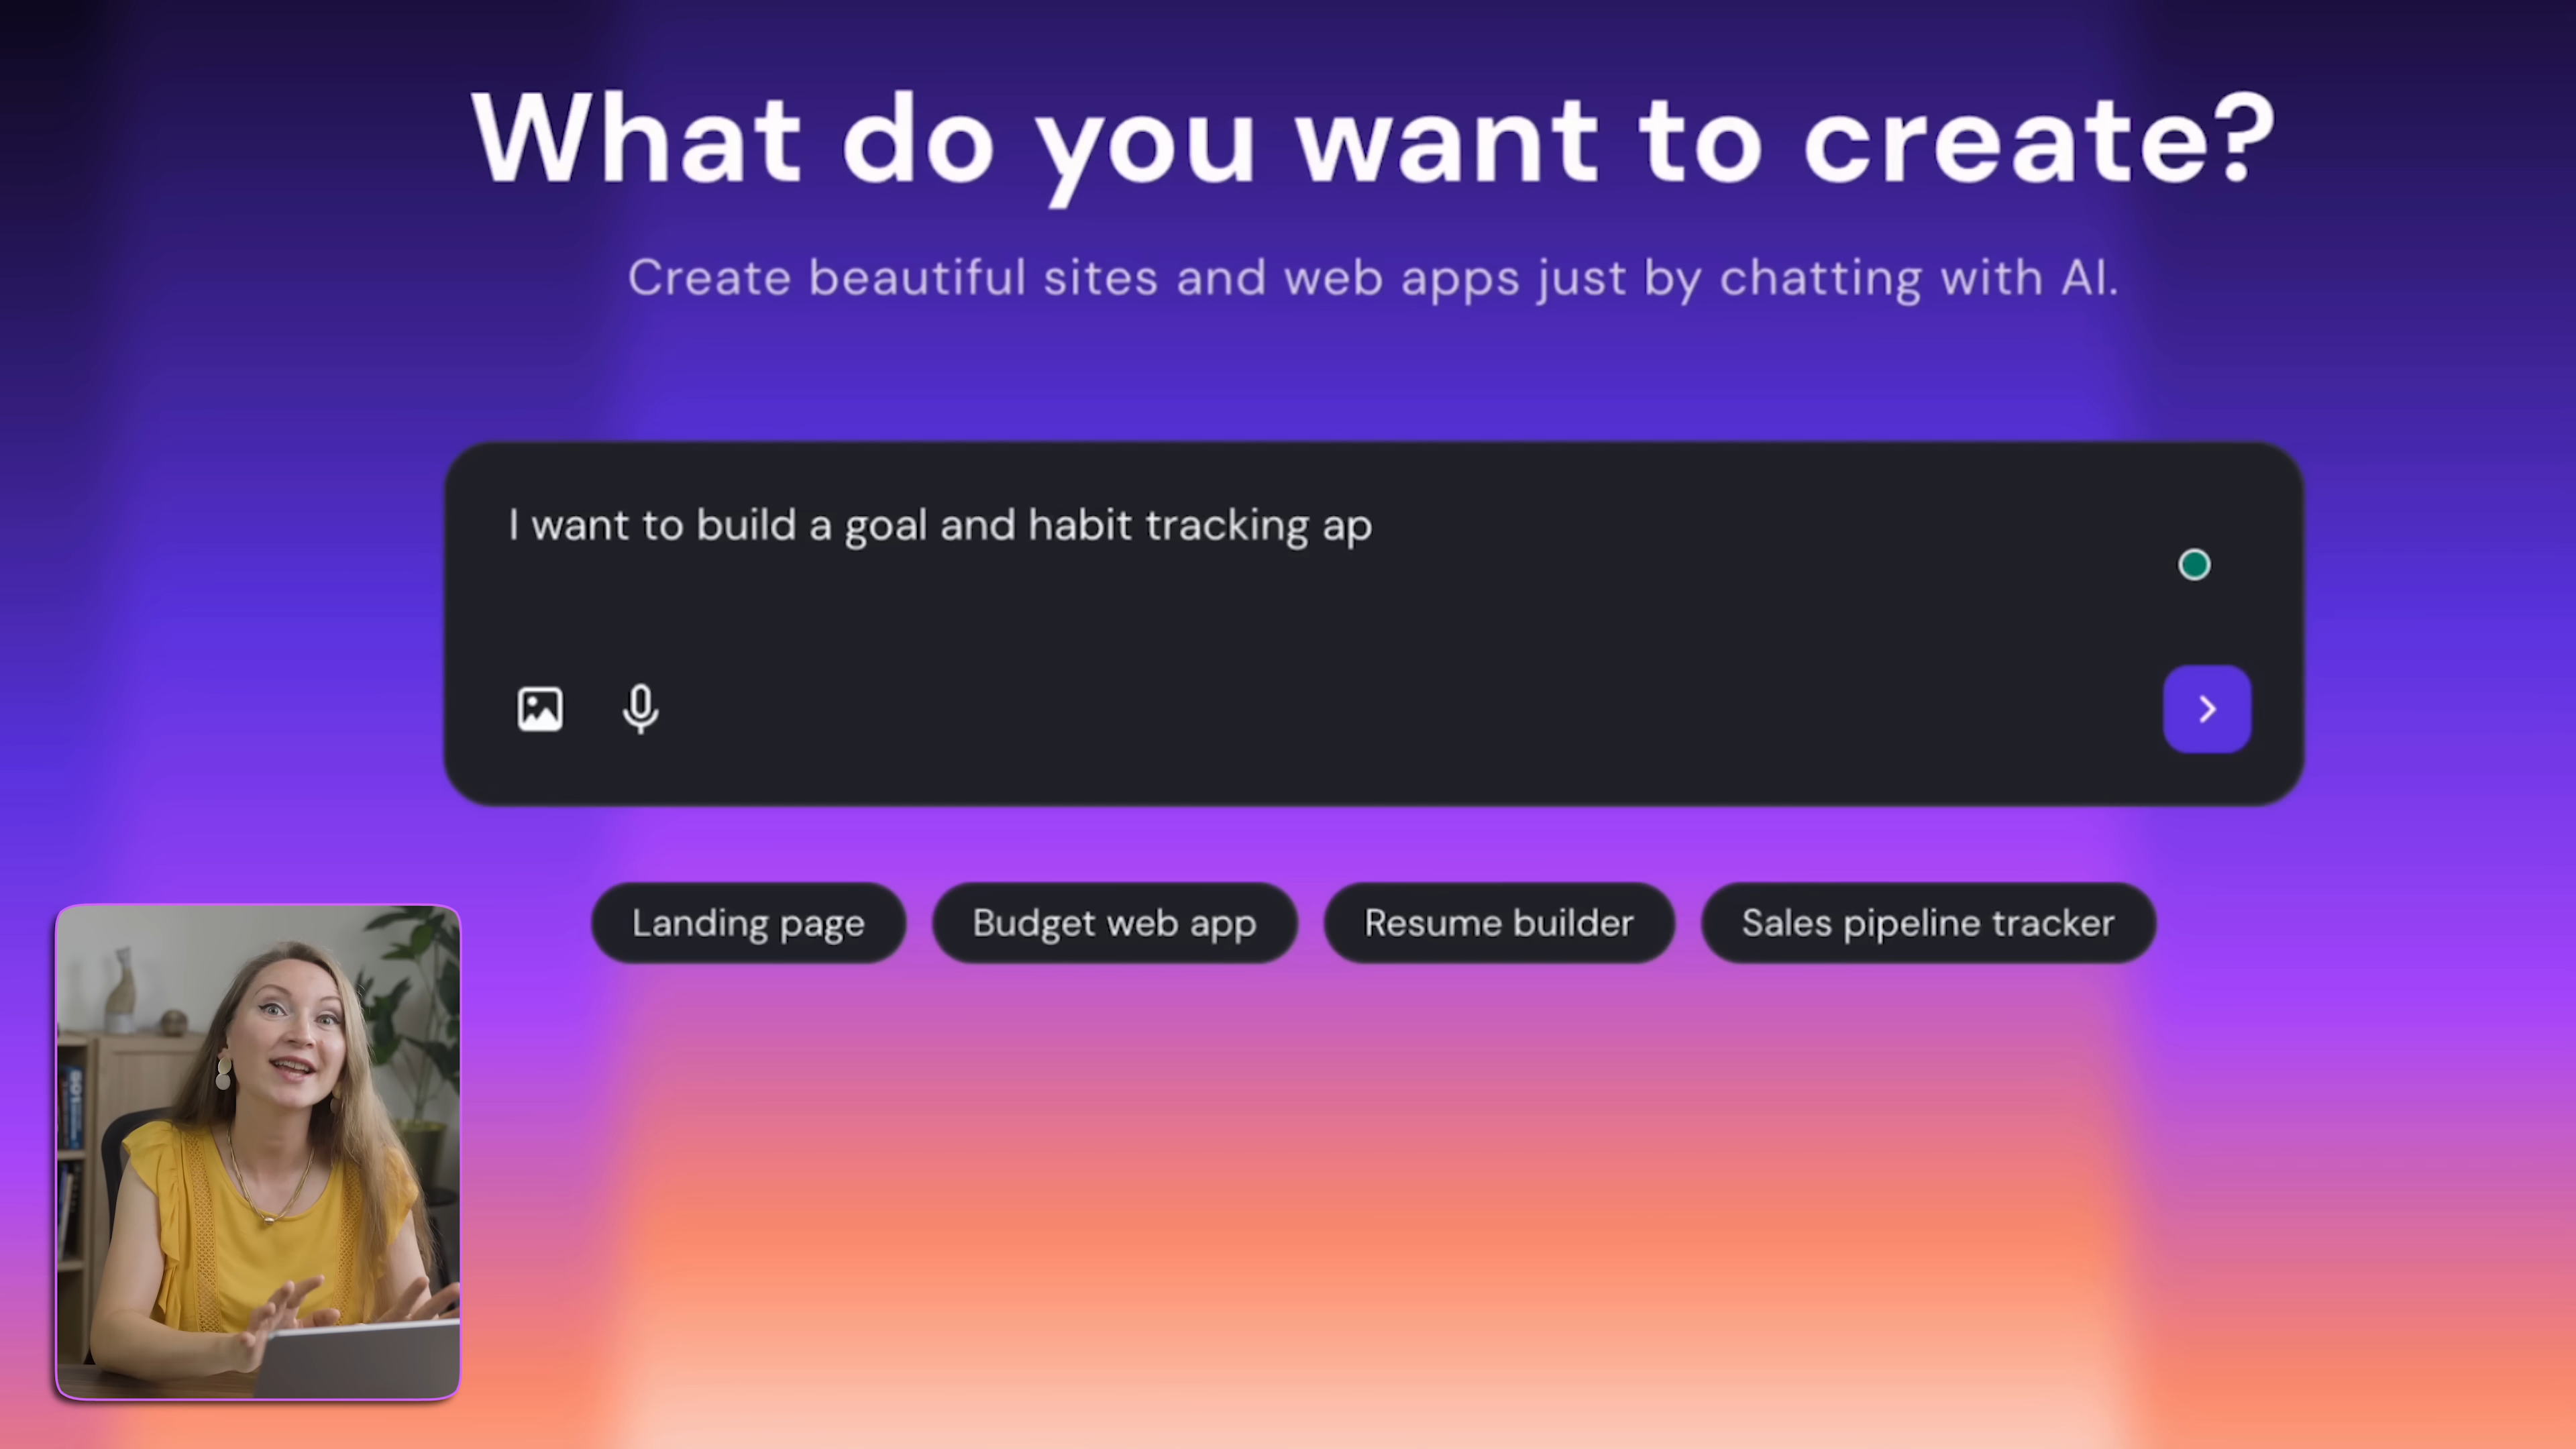 What do you want to create?
Create beautiful sites and web apps just by chatting with AI.
I want to build a goal and habit tracking ap
Landing page
Budget web app
Resume builder
Sales pipeline tracker